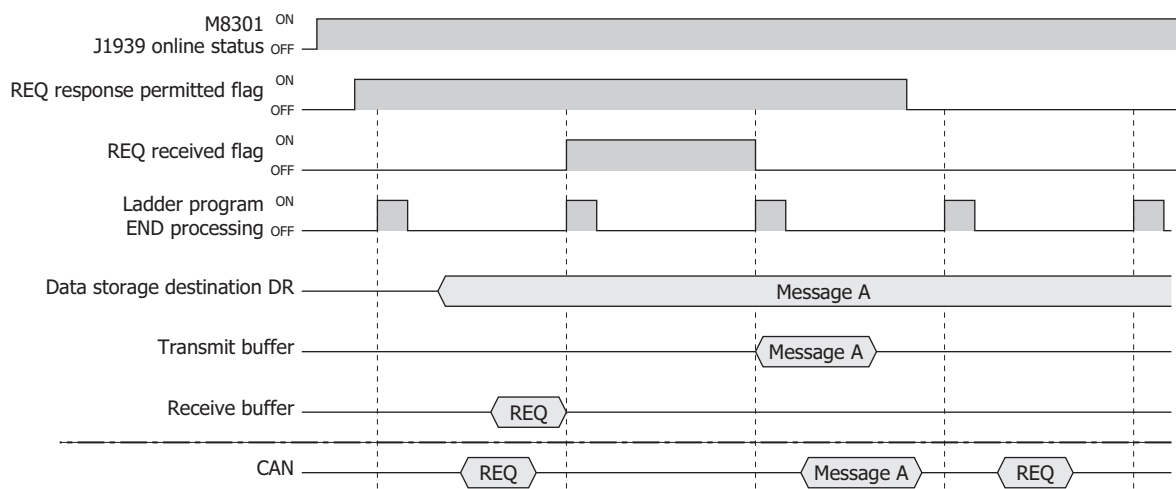 M8301 ON
J1939 online status OFF
REQ response permitted flag ON
OFF
REQ received flag ON
OFF
Ladder program ON
END processing OFF
Data storage destination DR Message A
Transmit buffer Message A
Receive buffer REQ
CAN REQ Message A REQ